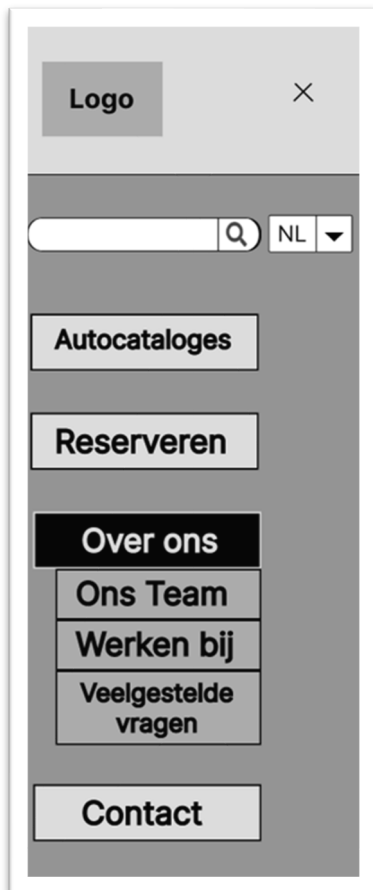 Logo
NL
Autocataloges
Reserveren
Over ons
Ons Team
Werken bij
Veelgestelde
vragen
Contact